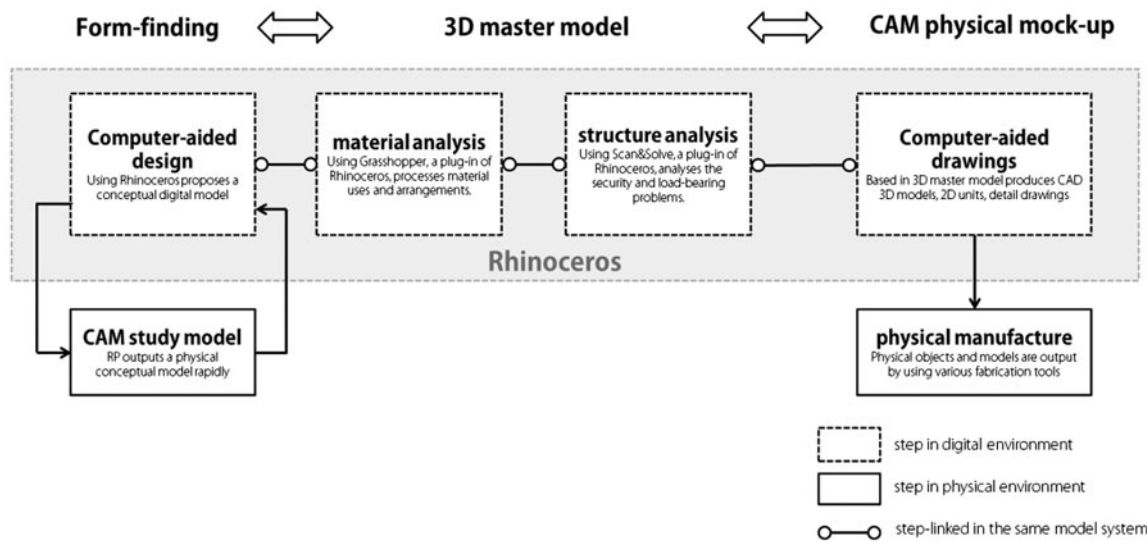 Form-finding
3D master model
CAM physical mock-up
Computer-aided
design
Using Rhinoceros proposes a
conceptual digital model
material analysis
Using Grasshopper, a plug-in of
Rhinoceros, processes material
uses and arrangements.
structure analysis
Using Scan&Solve, a plug-in of
Rhinoceros, analyses the
security and load-bearing
problems.
Computer-aided
drawings
Based in 3D master model produces CAD
3D models, 2D units, detail drawings
Rhinoceros
CAM study model
RP outputs a physical
conceptual model rapidly
physical manufacture
Physical objects and models are output
by using various fabrication tools
step in digital environment
step in physical environment
step-linked in the same model system